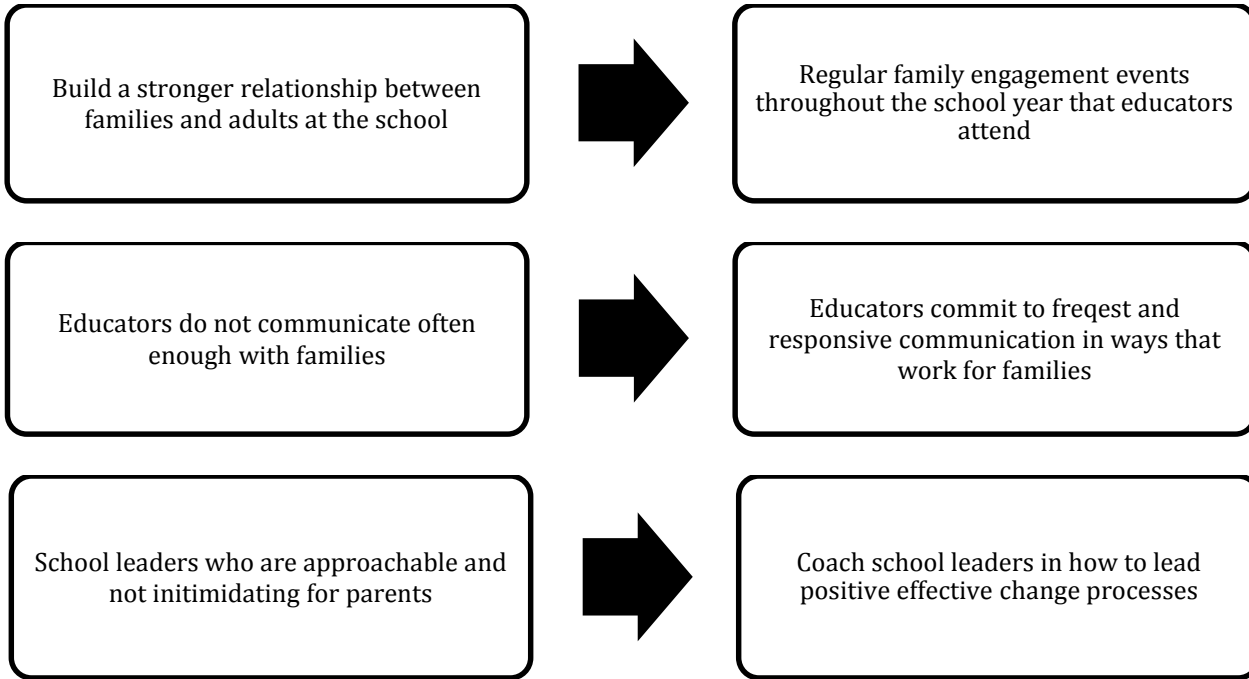 Build a stronger relationship between
families and adults at the school
Regular family engagement events
throughout the school year that educators
attend
Educators do not communicate often
enough with families
Educators commit to freqest and
responsive communication in ways that
work for families
School leaders who are approachable and
not initimidating for parents
Coach school leaders in how to lead
positive effective change processes